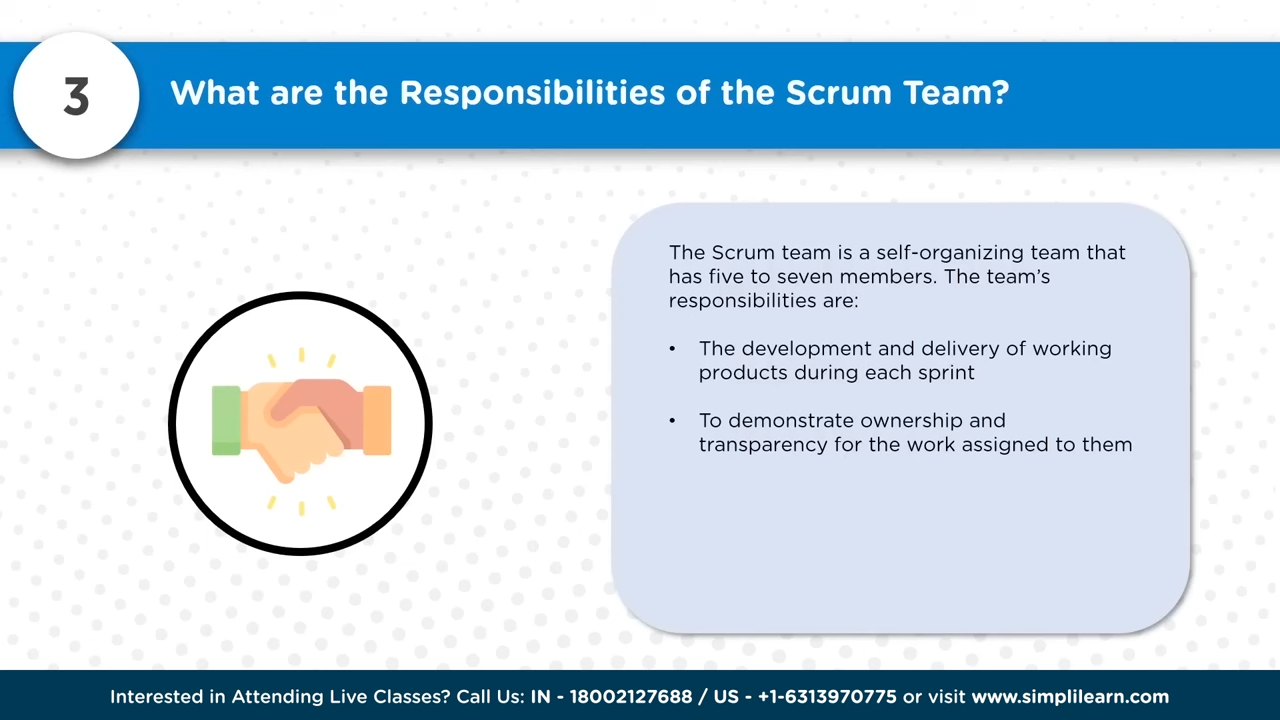 3
What are the Responsibilities of the Scrum Team?
The Scrum team is a self-organizing team that
has five to seven members. The team’s
responsibilities are:
• The development and delivery of working
products during each sprint
• To demonstrate ownership and
transparency for the work assigned to them
Interested in Attending Live Classes? Call Us: IN - 18002127688 / US - +1-6313970775 or visit www.simplilearn.com